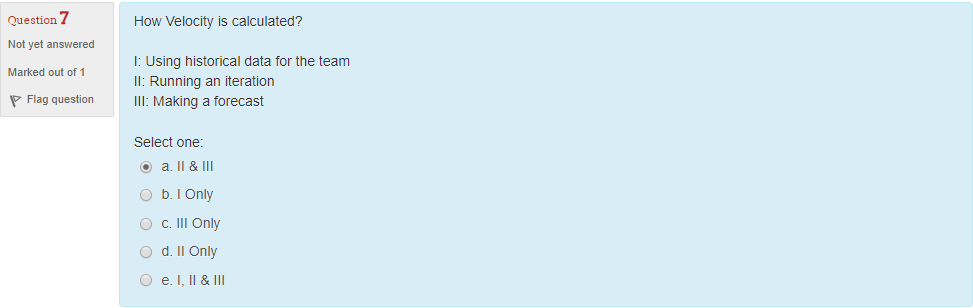 Question 7
Not yet answered
Marked out of 1
Flag question
How Velocity is calculated?
I: Using historical data for the team
II: Running an iteration
III: Making a forecast
Select one:
a. II & III
b. I Only
c. III Only
d. II Only
e. I, II & III